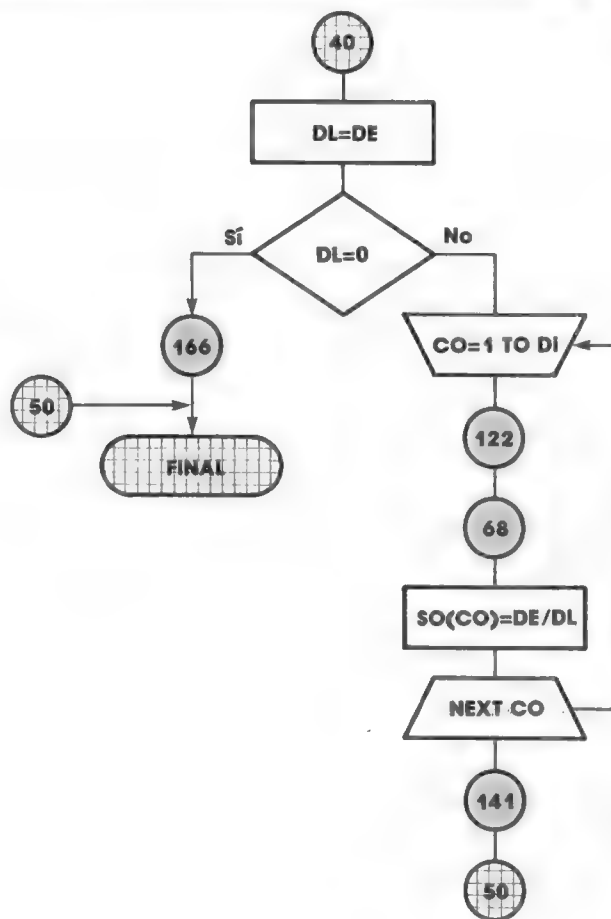 40
DL=DE
Sí
No
DL=0
166
CO=1 TO DI
50
122
FINAL
68
SO(CO)=DE/DL
NEXT CO
141
50